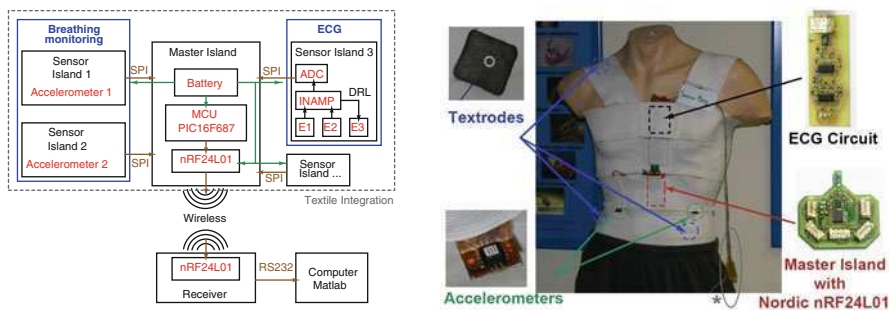 Breathing
monitoring
Sensor
Island 1
Accelerometer 1
Sensor
Island 2
Accelerometer 2
SPI
SPI
Master Island
Battery
MCU
PIC16F687
nRF24L01
SPI
SPI
ECG
Sensor Island 3
ADC
INAMP
DRL
E1
E2
E3
Sensor
Island ...
Textile Integration
Wireless
nRF24L01
Receiver
RS232
Computer
Matlab
Textrodes
Accelerometers
ECG Circuit
Master Island
with
Nordic nRF24L01
*